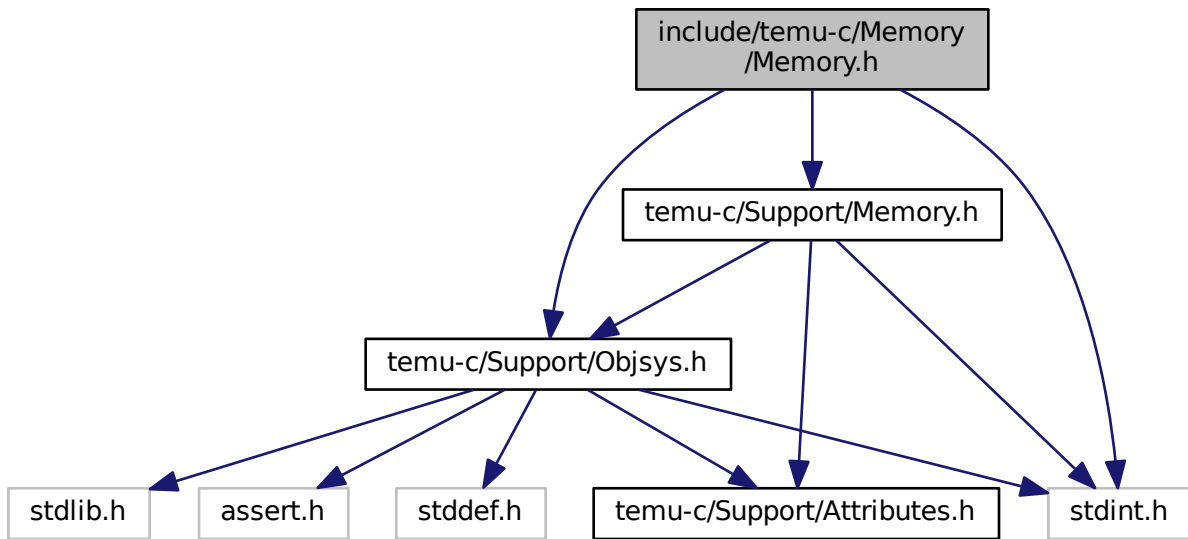 include/temu-c/Memory
/Memory.h
temu-c/Support/Memory.h
temu-c/Support/Objsys.h
stdlib.h
assert.h
stddef.h
temu-c/Support/Attributes.h
stdint.h